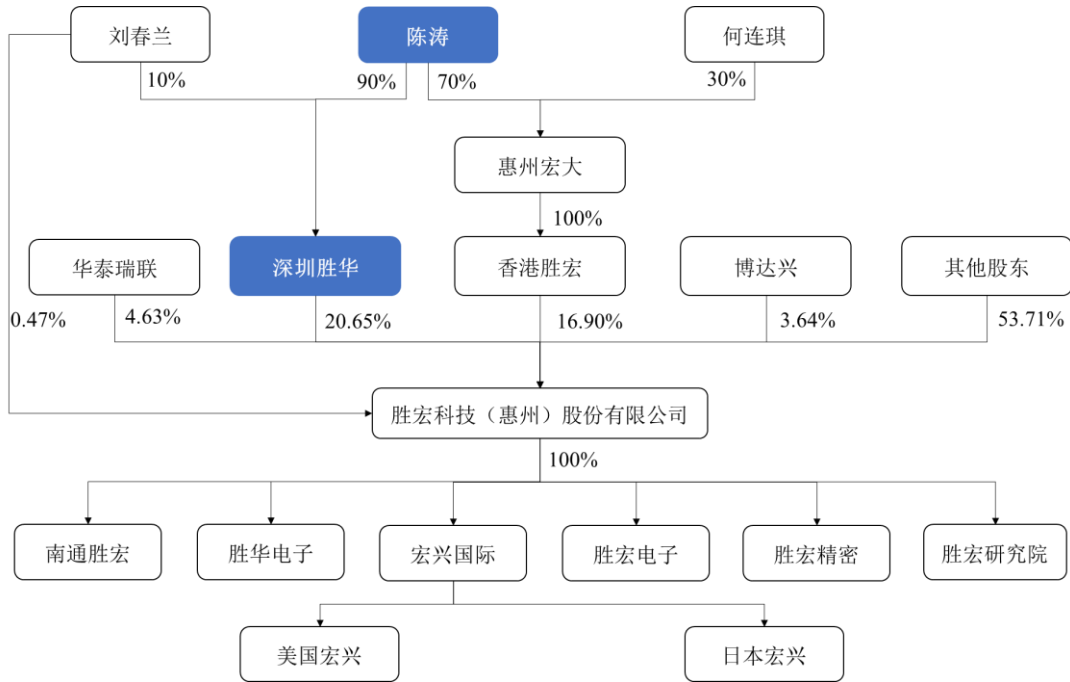 刘春兰
陈涛
何连琪
10%
90%
70%
30%
惠州宏大
100%
华泰瑞联
深圳胜华
香港胜宏
博达兴
其他股东
0.47%
4.63%
20.65%
16.90%
3.64%
53.71%
胜宏科技（惠州）股份有限公司
100%
南通胜宏
胜华电子
宏兴国际
胜宏电子
胜宏精密
胜宏研究院
美国宏兴
日本宏兴